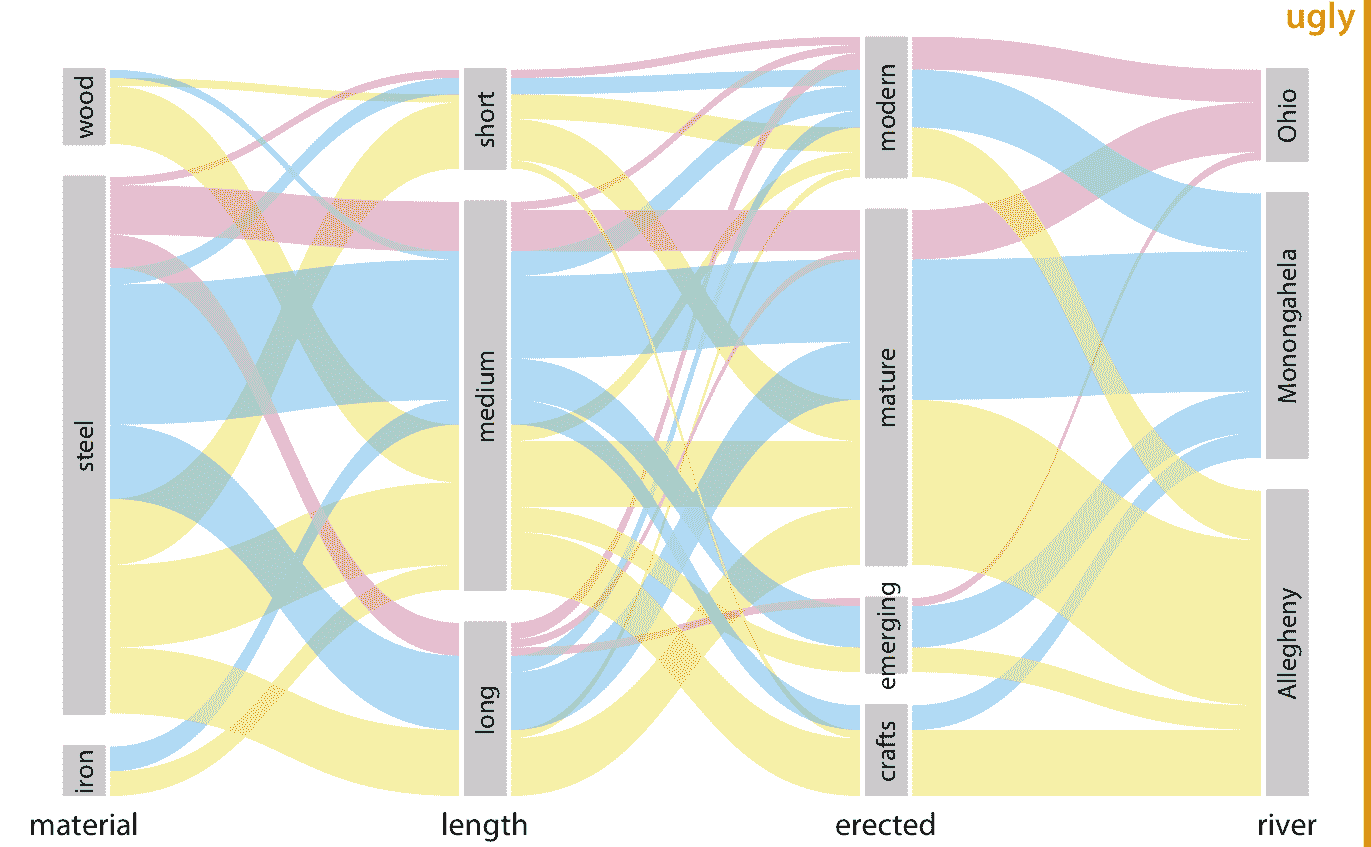 ugly
wood
steel
iron
short
medium
long
modern
mature
emerging
crafts
Ohio
Monongahela
Allegheny
material
length
erected
river